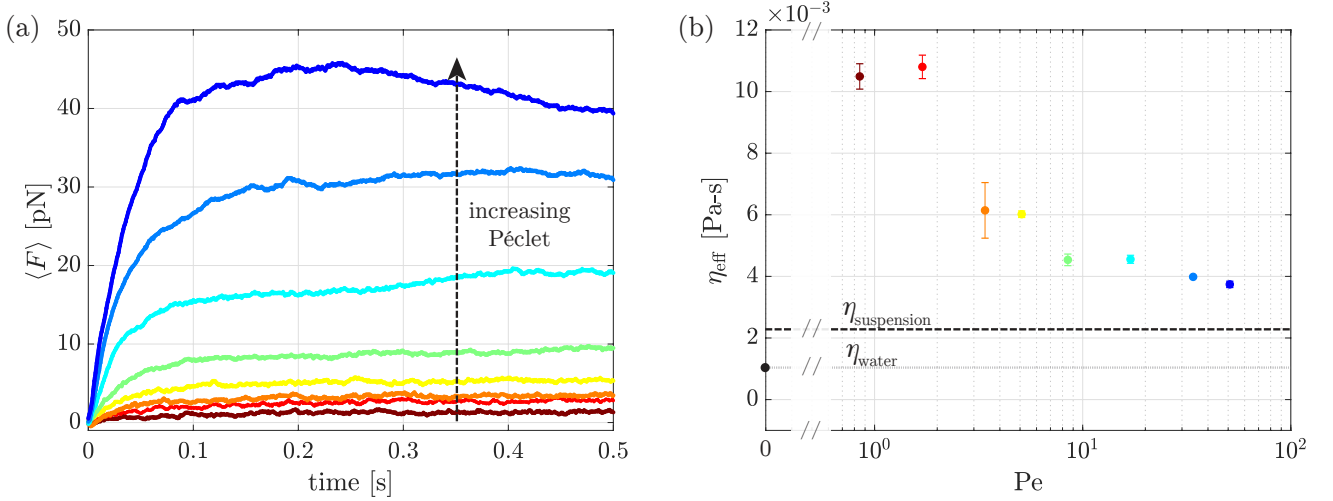 (a)
50
40
30
20
10
0
⟨F⟩ [pN]
increasing
Péclet
0
0.1
0.2
0.3
0.4
0.5
time [s]
(b)
×10⁻³
12
10
8
6
4
2
0
η_eff [Pa-s]
η_suspension
η_water
0
10⁰
10¹
10²
Pe